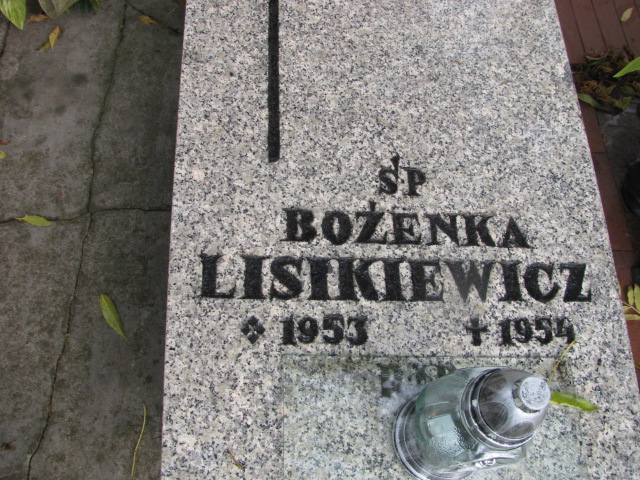 ŚP
BOŻENKA
LISIKIEWICZ
❖ 1953 ✝ 1954